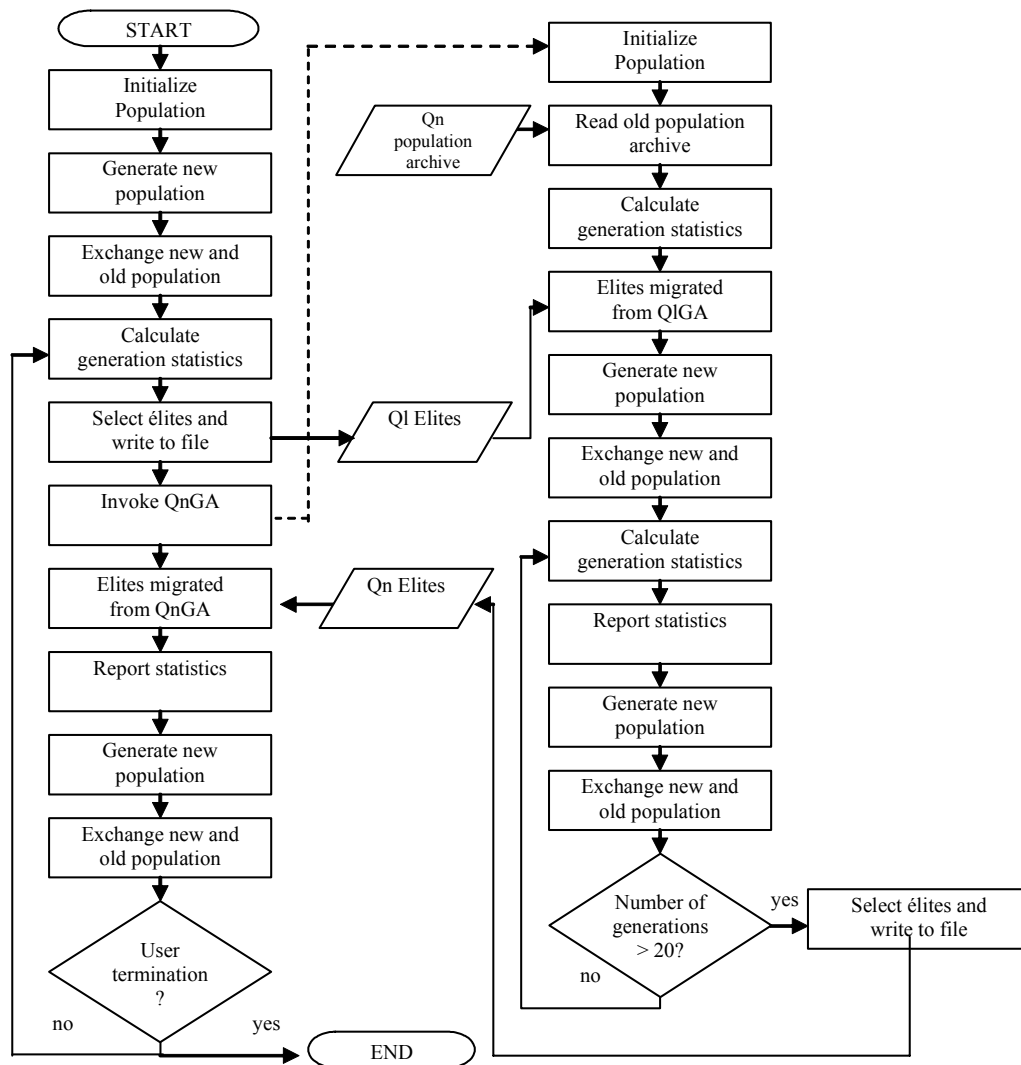 START
Initialize
Population
Generate new
population
Exchange new and
old population
Calculate
generation statistics
Select élites and
write to file
Invoke QnGA
Elites migrated
from QnGA
Report statistics
Generate new
population
Exchange new and
old population
User
termination
?
no
yes
END
Ql Elites
Qn Elites
Qn
population
archive
Initialize
Population
Read old population
archive
Calculate
generation statistics
Elites migrated
from QlGA
Generate new
population
Exchange new and
old population
Calculate
generation statistics
Report statistics
Generate new
population
Exchange new and
old population
Number of
generations
> 20?
no
yes
Select élites and
write to file